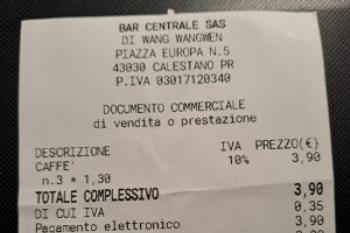 BAR CENTRALE SAS
DI WANG WANGWEN
PIAZZA EUROPA N.5
43030 CALESTANO PR
P.IVA 03017120340
DOCUMENTO COMMERCIALE
di vendita o prestazione
DESCRIZIONE IVA PREZZO(€)
CAFFE' 10% 3,90
n.3 * 1,30
TOTALE COMPLESSIVO 3,90
DI CUI IVA 0,35
Pagamento elettronico 3,90